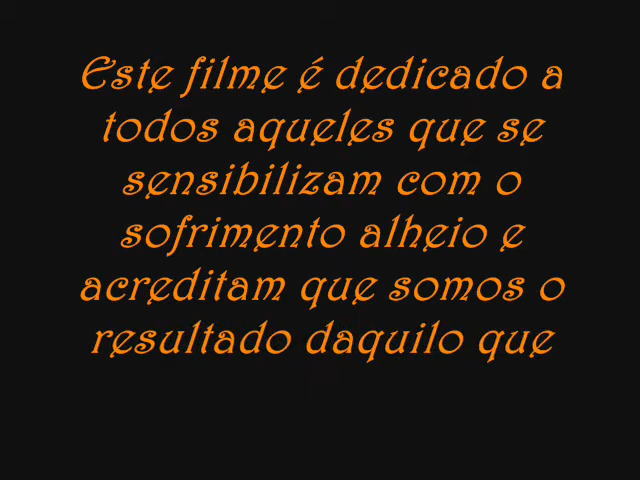 Este filme é dedicado a
todos aqueles que se
sensibilizam com o
sofrimento alheio e
acreditam que somos o
resultado daquilo que